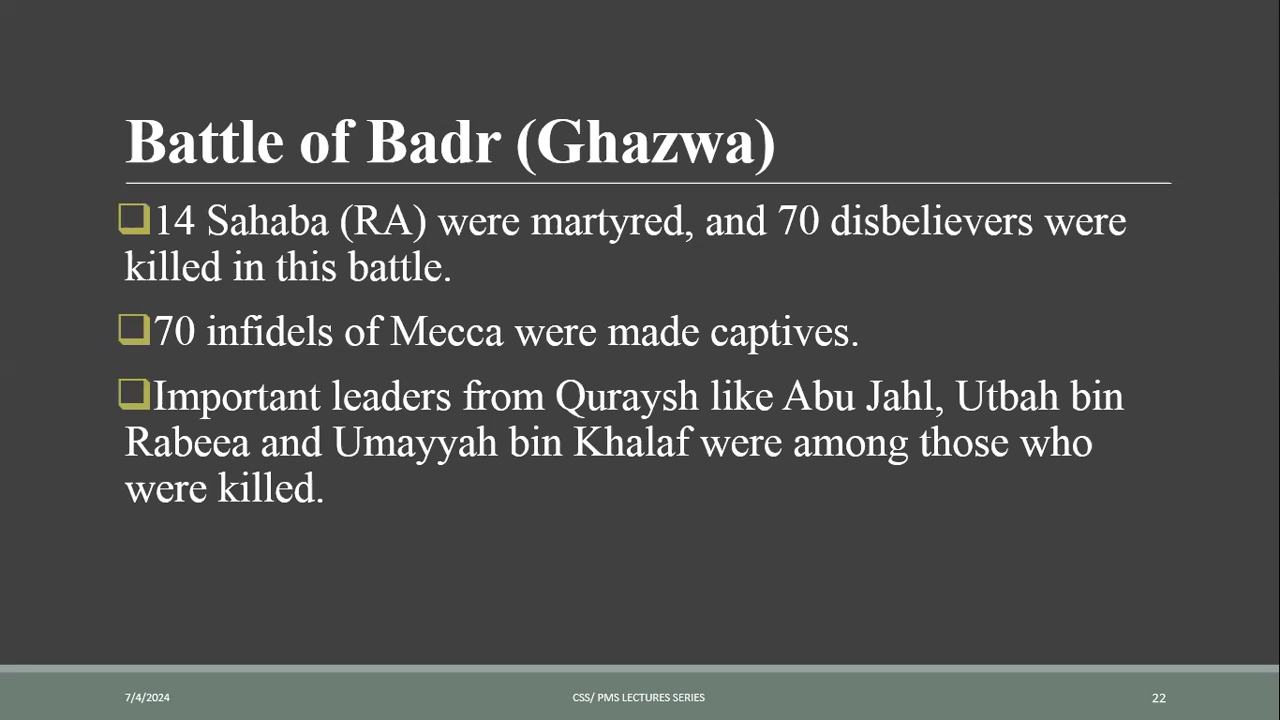 Battle of Badr (Ghazwa)
14 Sahaba (RA) were martyred, and 70 disbelievers were
killed in this battle.
70 infidels of Mecca were made captives.
Important leaders from Quraysh like Abu Jahl, Utbah bin
Rabeea and Umayyah bin Khalaf were among those who
were killed.
7/4/2024
CSS/ PMS LECTURES SERIES
22